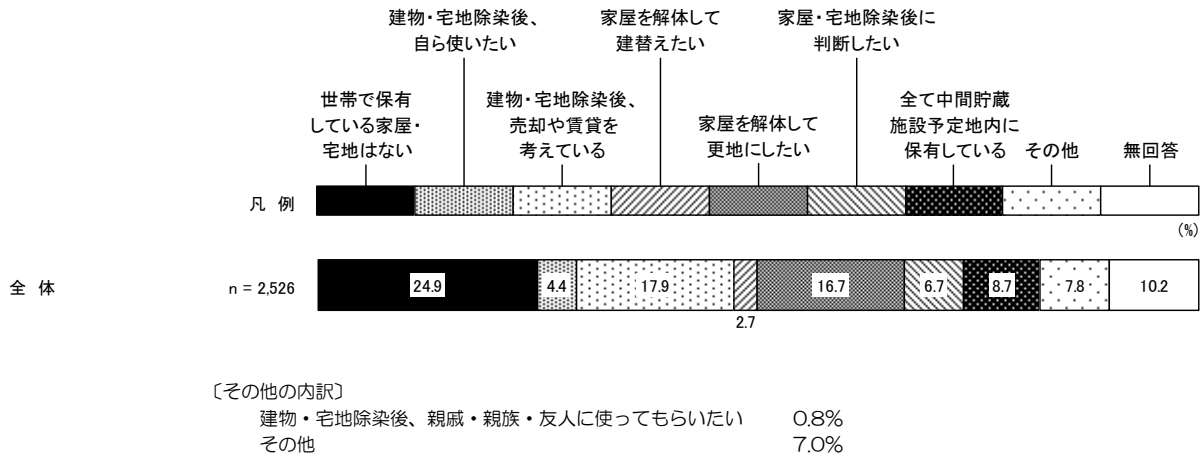 建物・宅地除染後、
自ら使いたい
家屋を解体して
建替えたい
家屋・宅地除染後に
判断したい
世帯で保有
している家屋・
宅地はない
建物・宅地除染後、
売却や賃貸を
考えている
家屋を解体して
更地にしたい
全て中間貯蔵
施設予定地内に
保有している
その他
無回答
凡 例
(%)
全 体
n = 2,526
24.9
4.4
17.9
2.7
16.7
6.7
8.7
7.8
10.2
〔その他の内訳〕
建物・宅地除染後、親戚・親族・友人に使ってもらいたい 0.8%
その他 7.0%